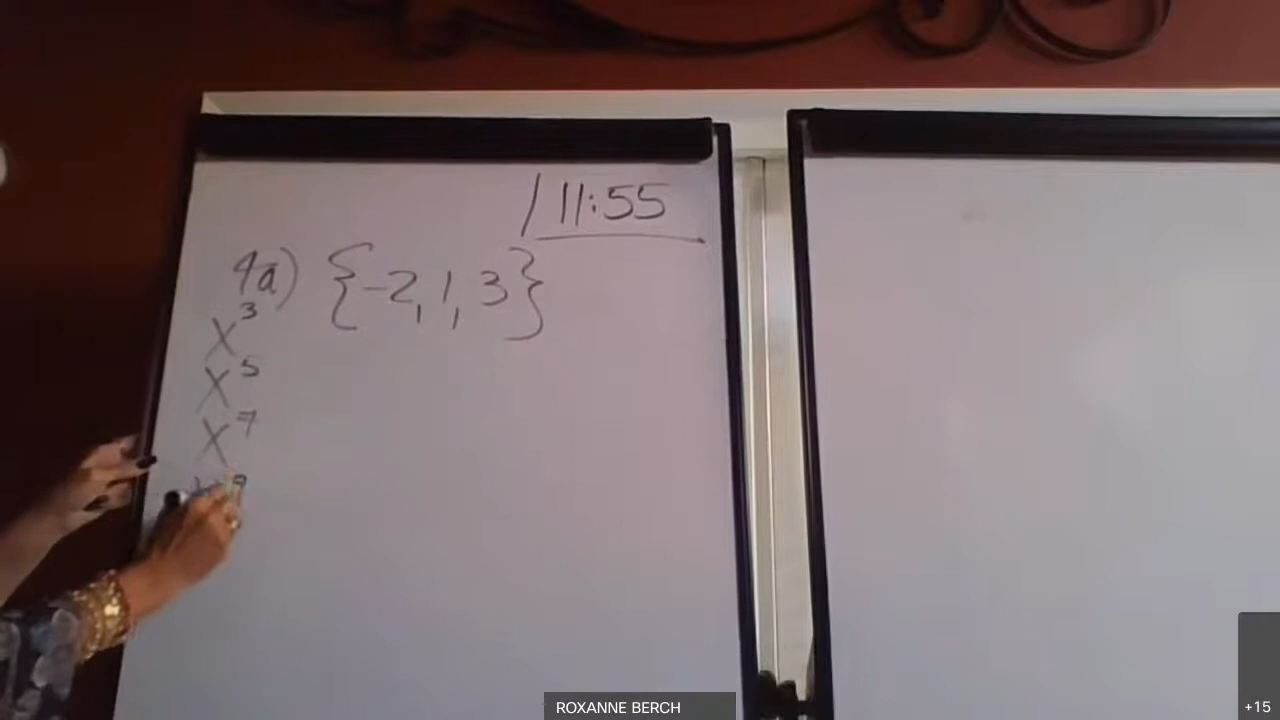 11:55
4a) {-2, 1, 3}
x³
x⁵
x⁷
ROXANNE BERCH
+15